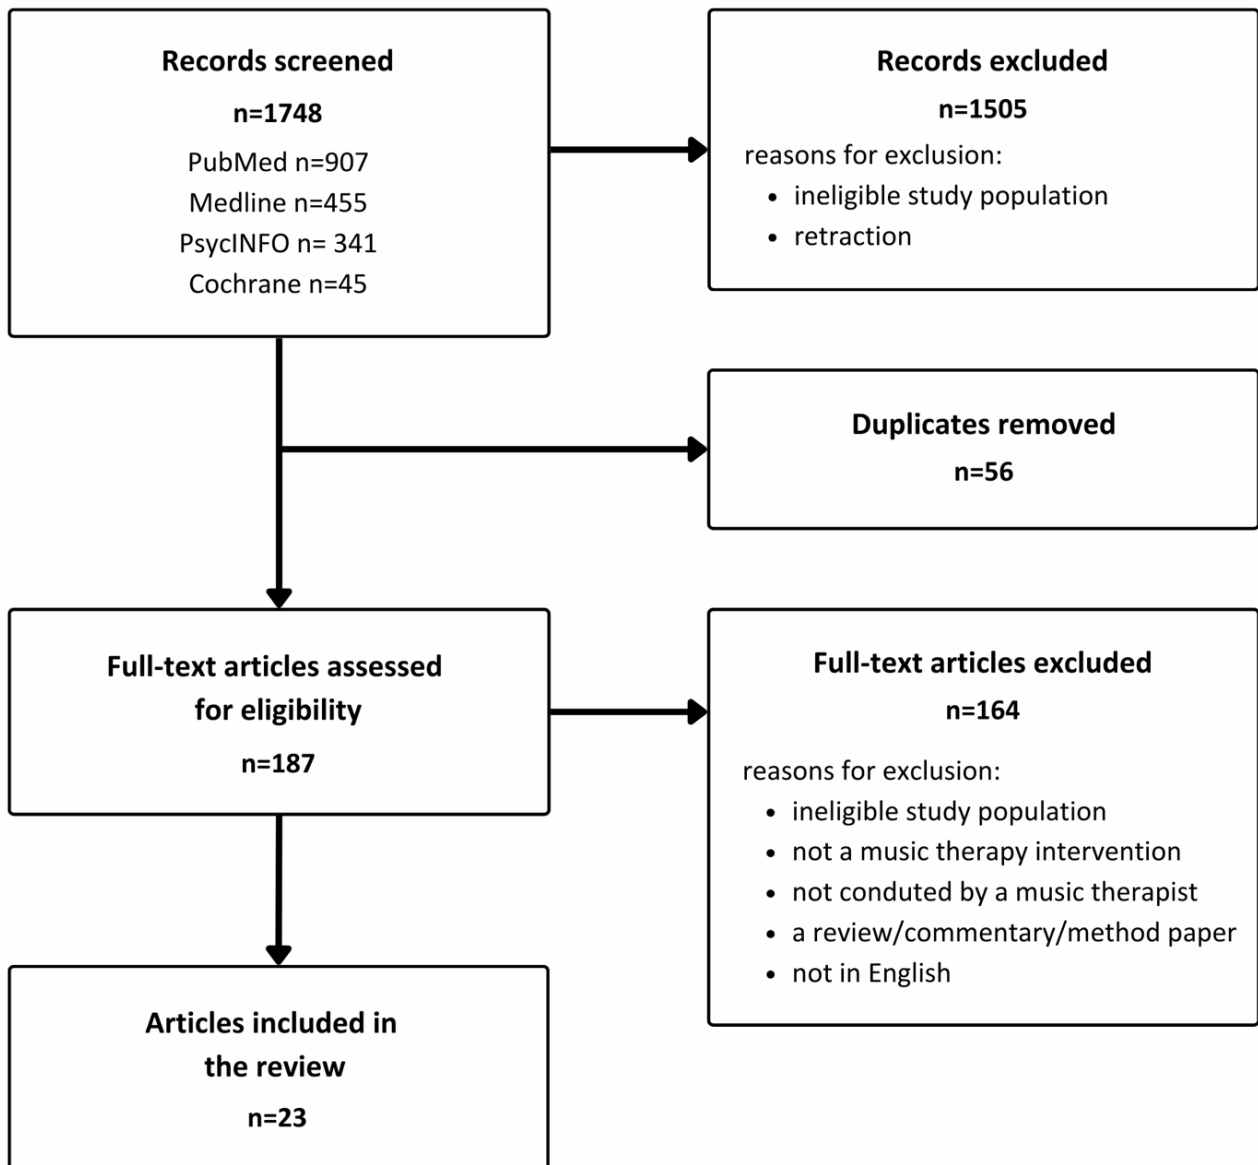 Records screened
n=1748
PubMed n=907
Medline n=455
PsycINFO n= 341
Cochrane n=45
Records excluded
n=1505
reasons for exclusion:
• ineligible study population
• retraction
Duplicates removed
n=56
Full-text articles assessed
for eligibility
n=187
Full-text articles excluded
n=164
reasons for exclusion:
• ineligible study population
• not a music therapy intervention
• not conduted by a music therapist
• a review/commentary/method paper
• not in English
Articles included in
the review
n=23